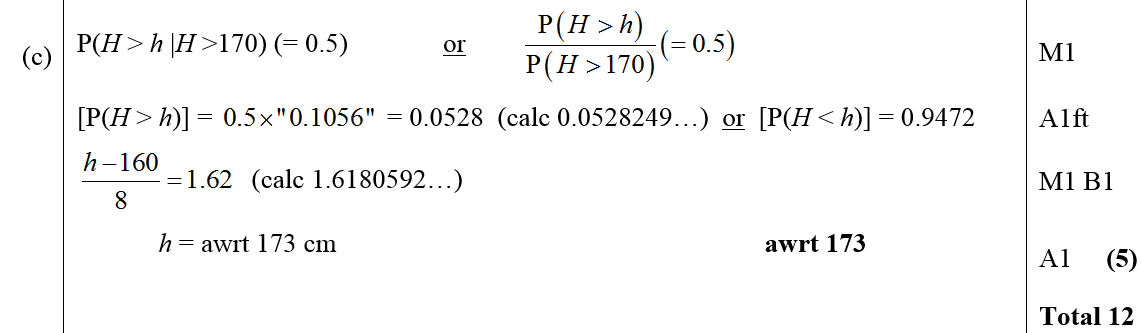 (c) P(H > h |H >170) (= 0.5) or P(H > h)/P(H >170) (= 0.5) M1
[P(H > h)] = 0.5×"0.1056" = 0.0528 (calc 0.0528249...) or [P(H < h)] = 0.9472 A1ft
h−160/8 =1.62 (calc 1.6180592...) M1 B1
h = awrt 173 cm awrt 173 A1 (5)
Total 12